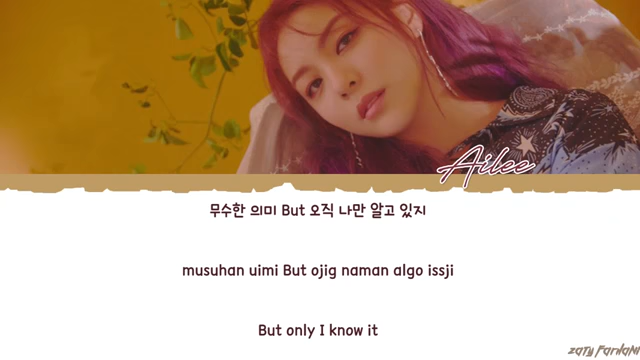 Ailee
무수한 의미 But 오직 나만 알고 있지
musuhan uimi But ojig naman algo issji
But only I know it
zaty Farhani